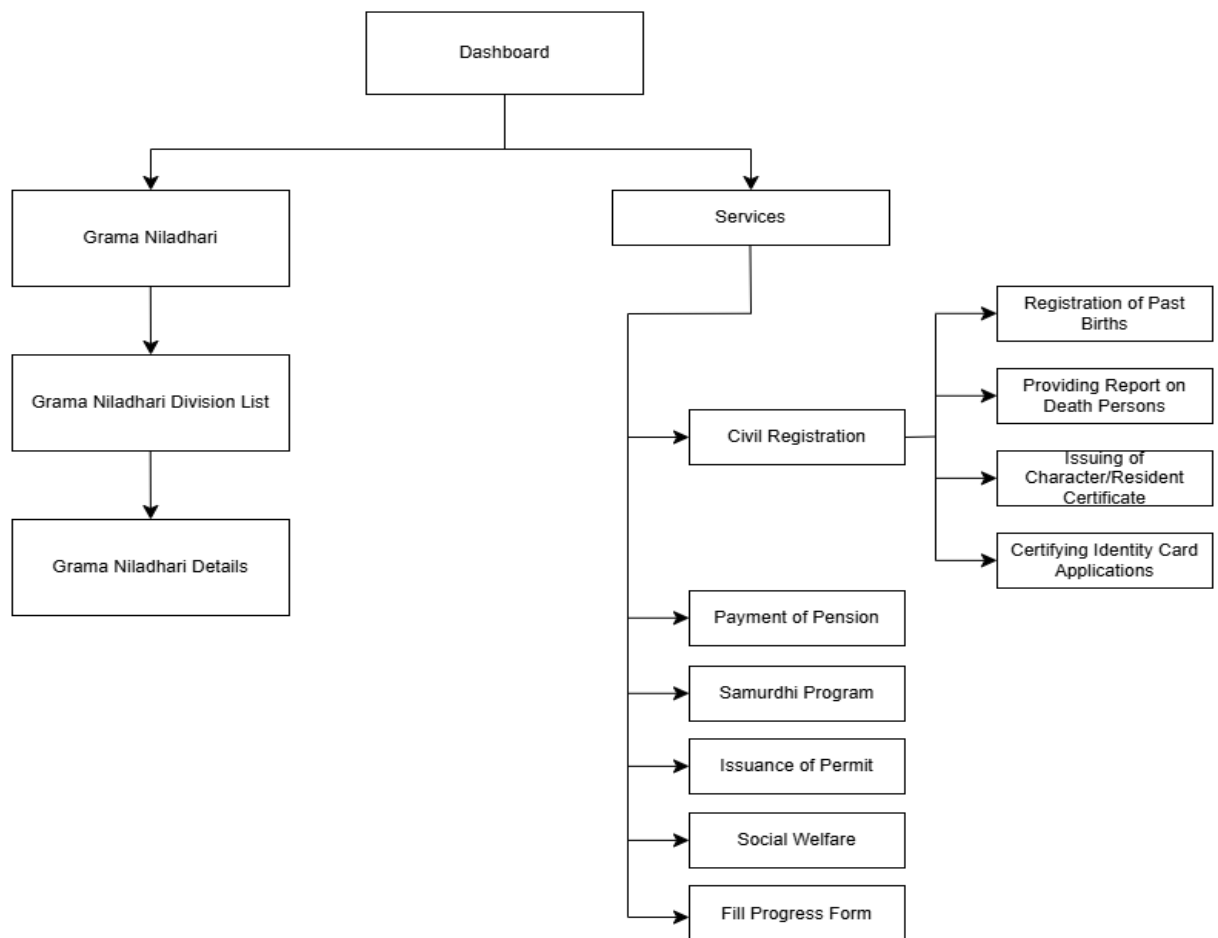 Dashboard
Grama Niladhari
Services
Grama Niladhari Division List
Grama Niladhari Details
Civil Registration
Registration of Past
Births
Providing Report on
Death Persons
Issuing of
Character/Resident
Certificate
Certifying Identity Card
Applications
Payment of Pension
Samurdhi Program
Issuance of Permit
Social Welfare
Fill Progress Form